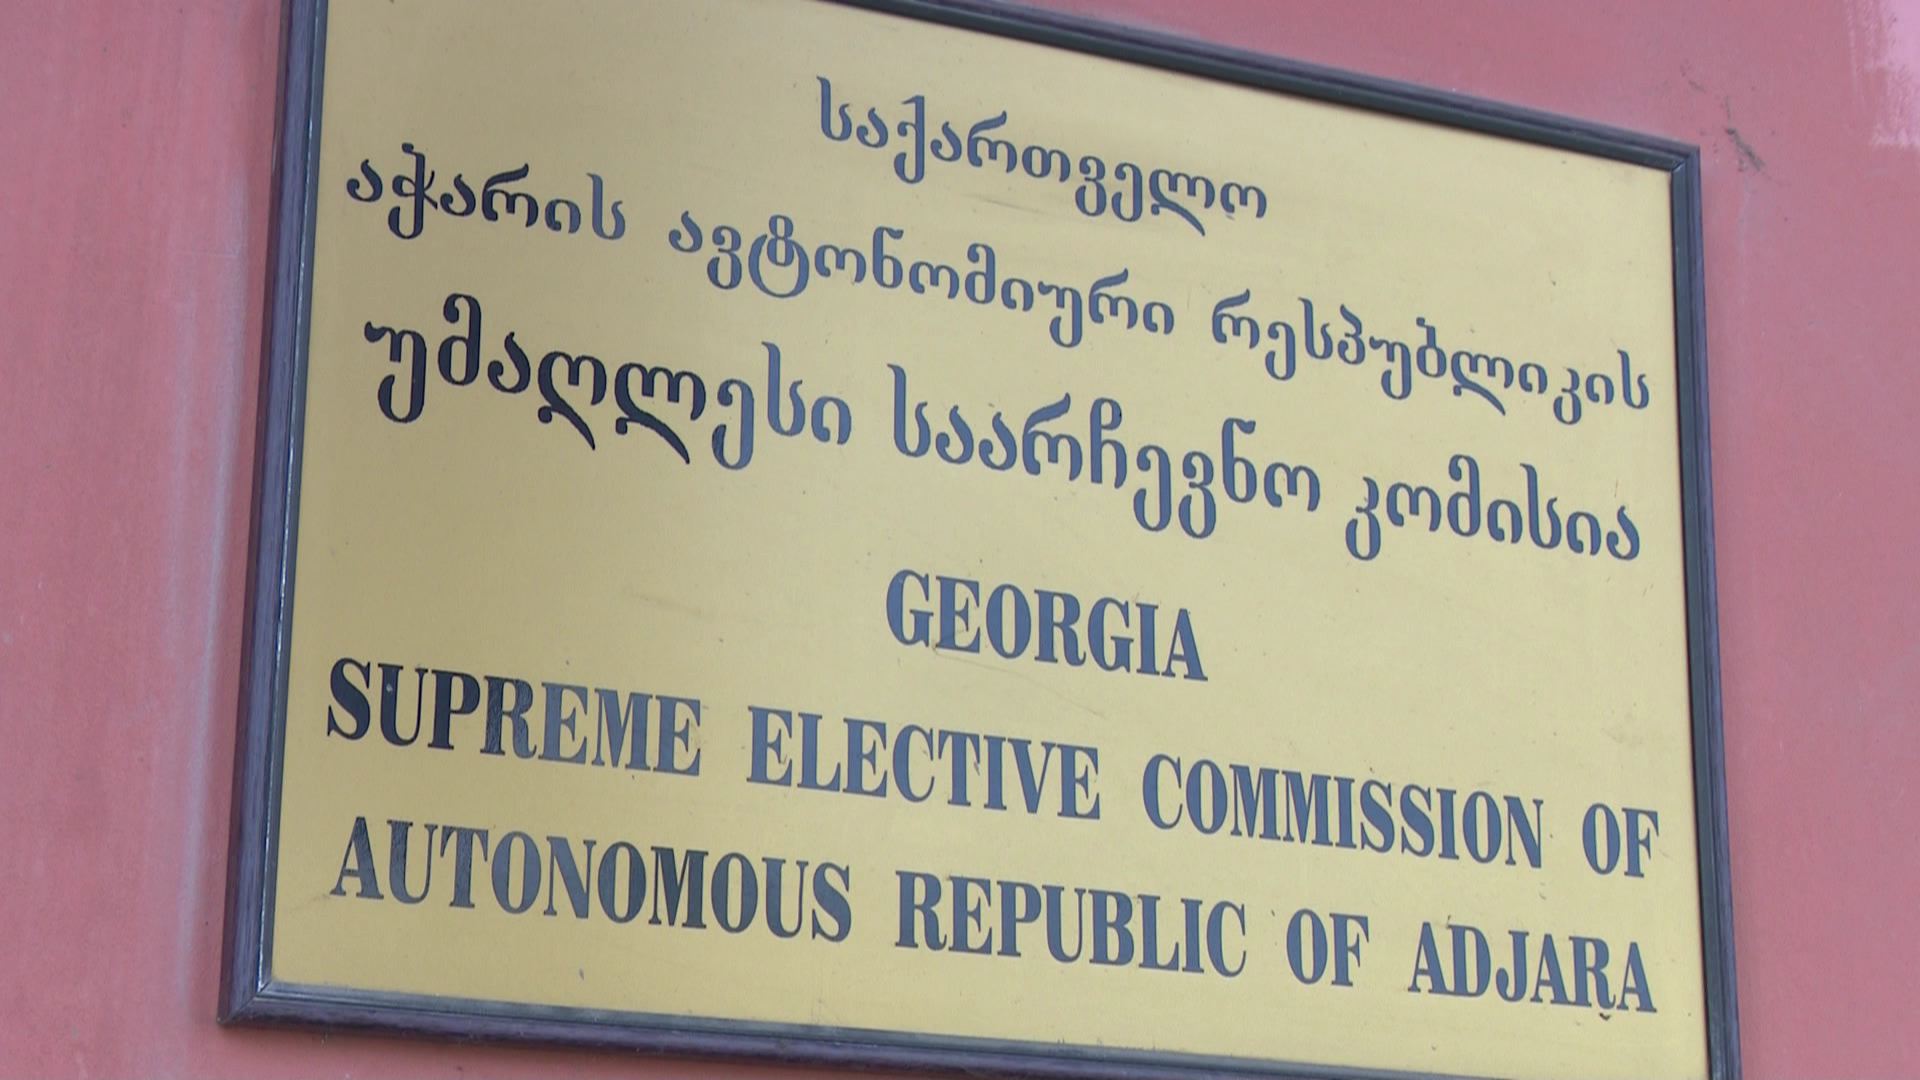 საქართველო
აჭარის ავტონომიური რესპუბლიკის
უმაღლესი საარჩევნო კომისია
GEORGIA
SUPREME ELECTIVE COMMISSION OF
AUTONOMOUS REPUBLIC OF ADJARA